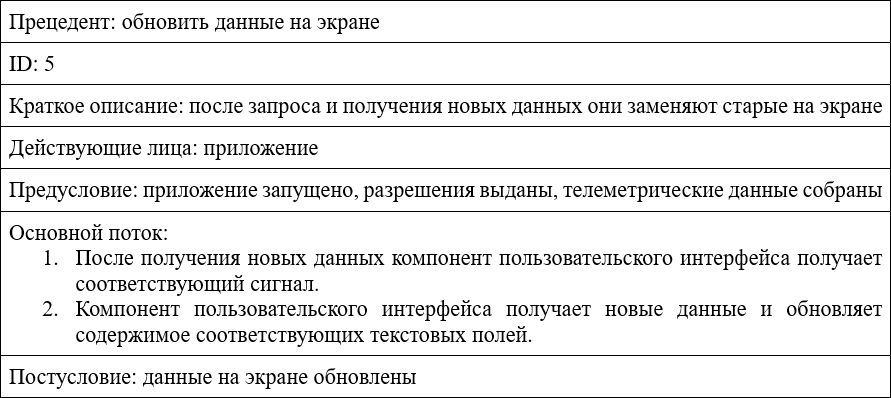 Прецедент: обновить данные на экране
ID: 5
Краткое описание: после запроса и получения новых данных они заменяют старые на экране
Действующие лица: приложение
Предусловие: приложение запущено, разрешения выданы, телеметрические данные собраны
Основной поток:
1. После получения новых данных компонент пользовательского интерфейса получает
соответствующий сигнал.
2. Компонент пользовательского интерфейса получает новые данные и обновляет
содержимое соответствующих текстовых полей.
Постусловие: данные на экране обновлены